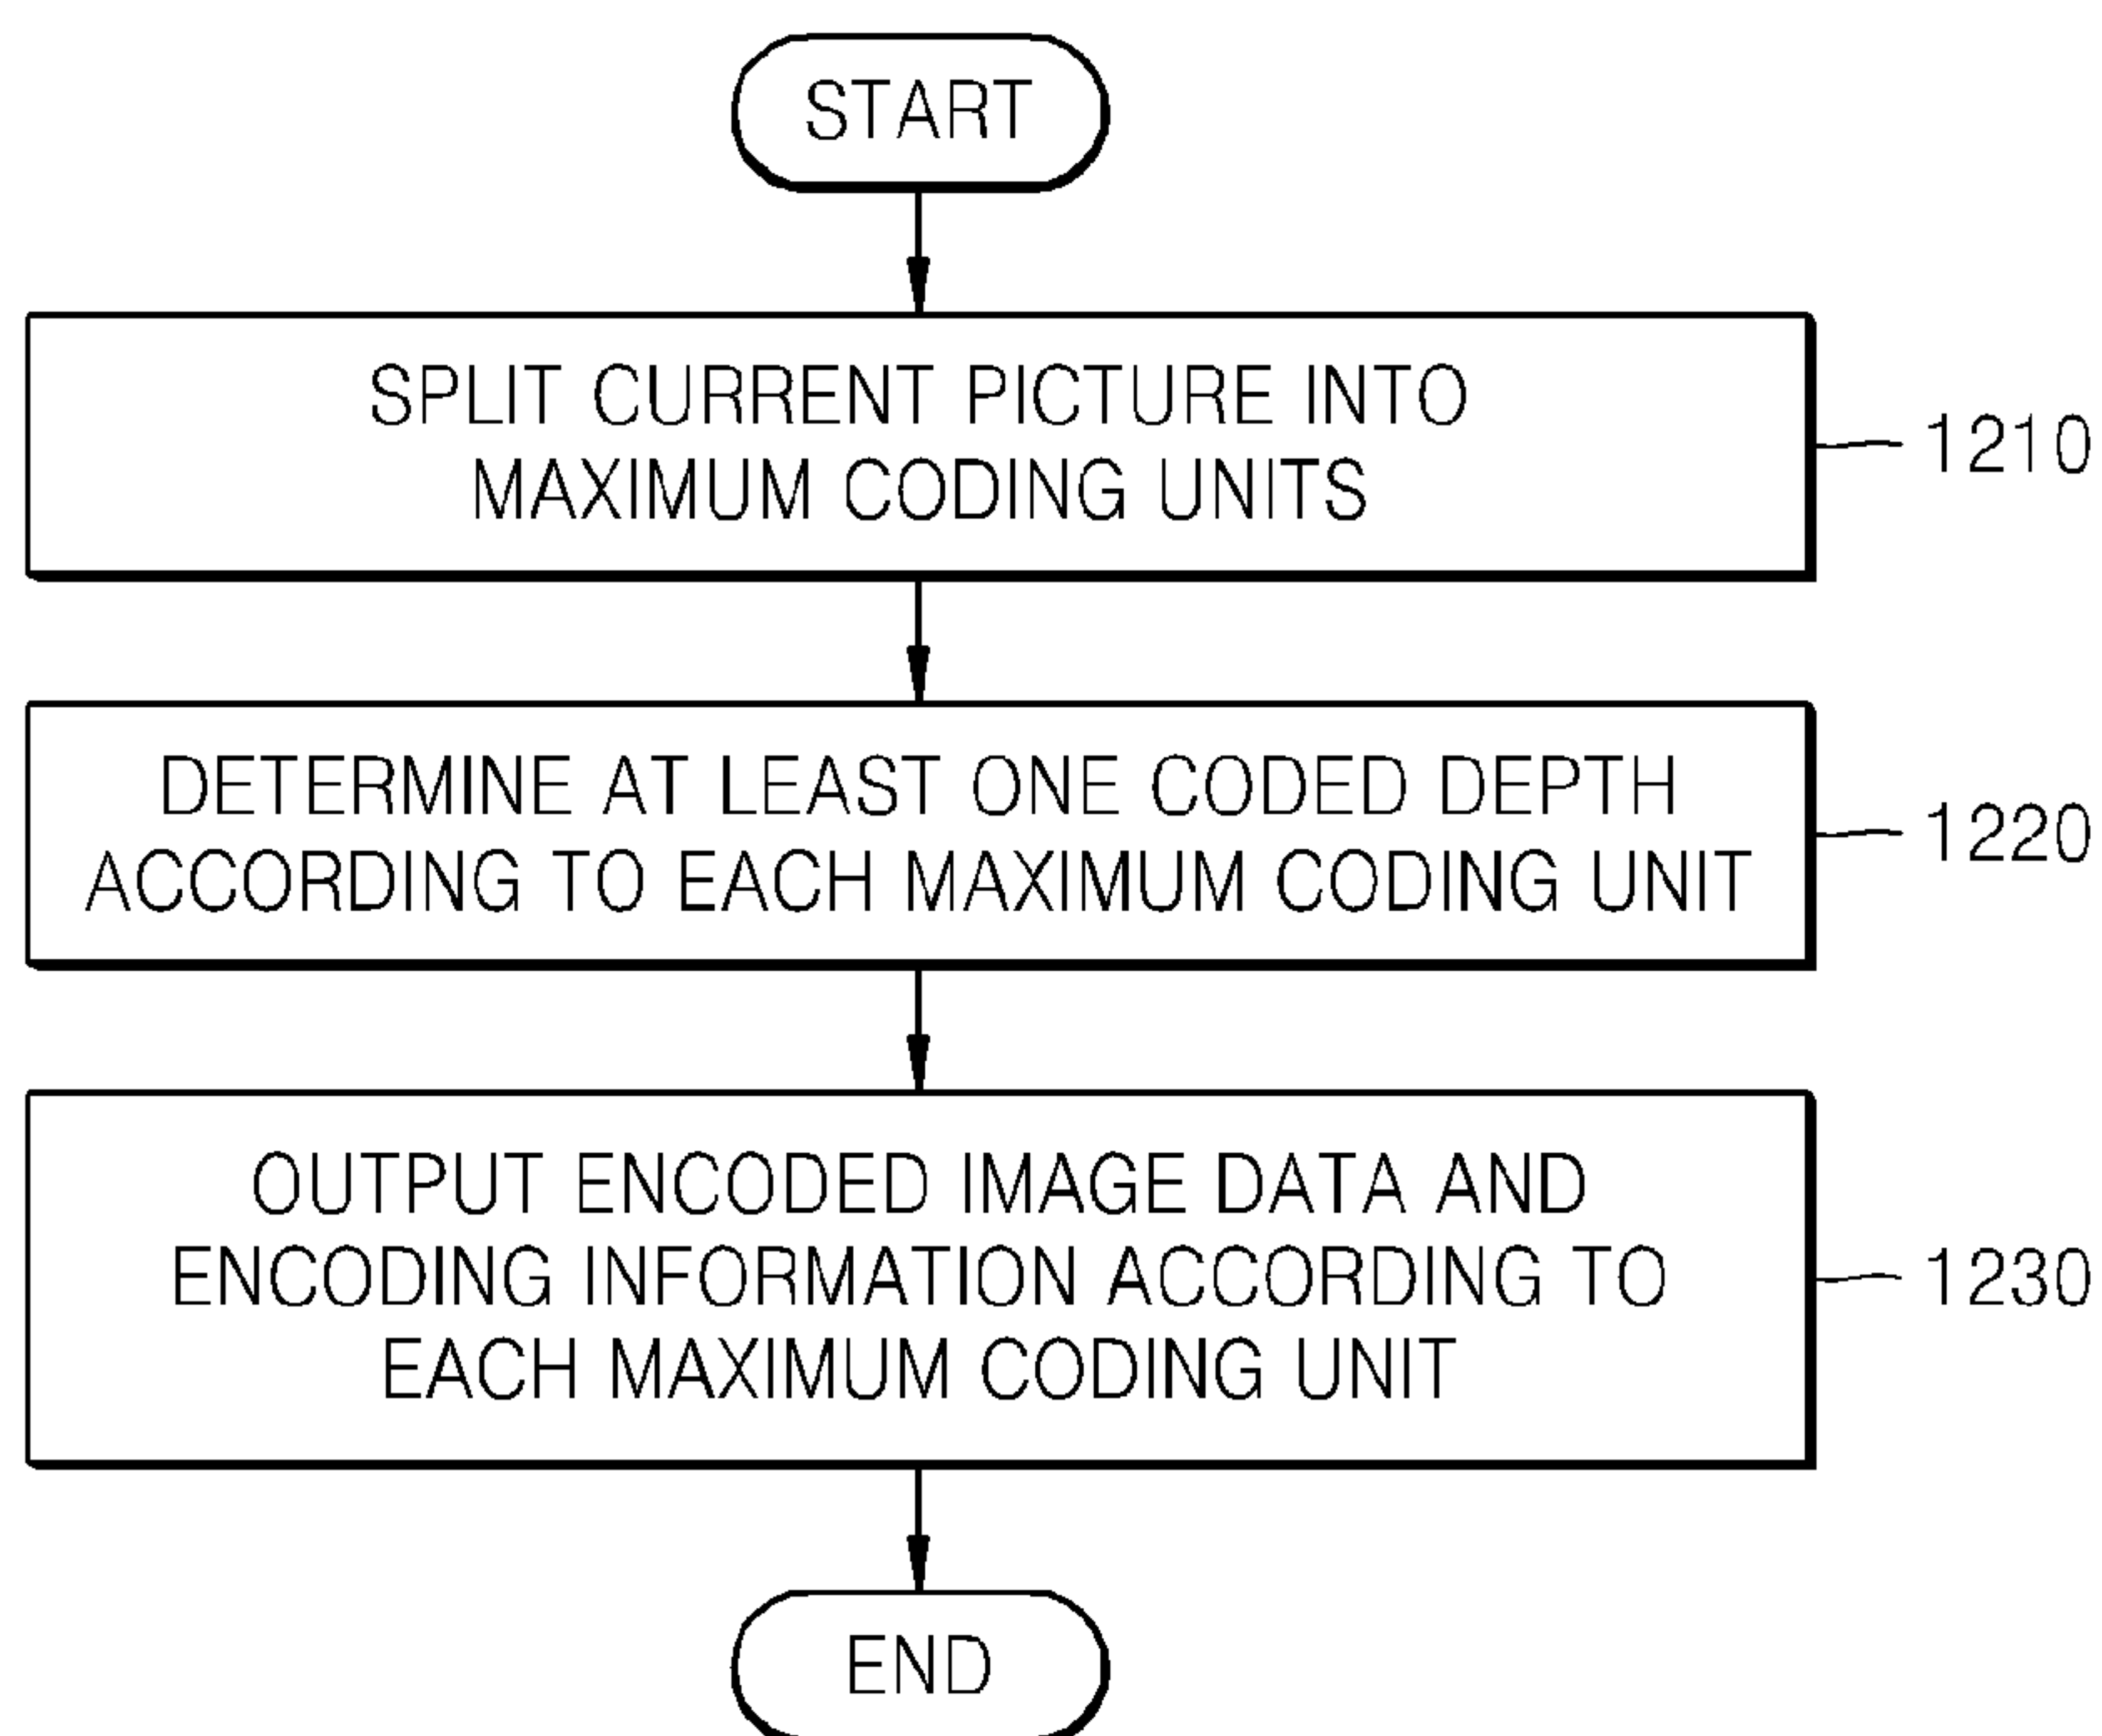 START
SPLIT CURRENT PICTURE INTO
MAXIMUM CODING UNITS
1210
DETERMINE AT LEAST ONE CODED DEPTH
ACCORDING TO EACH MAXIMUM CODING UNIT
1220
OUTPUT ENCODED IMAGE DATA AND
ENCODING INFORMATION ACCORDING TO
EACH MAXIMUM CODING UNIT
1230
END